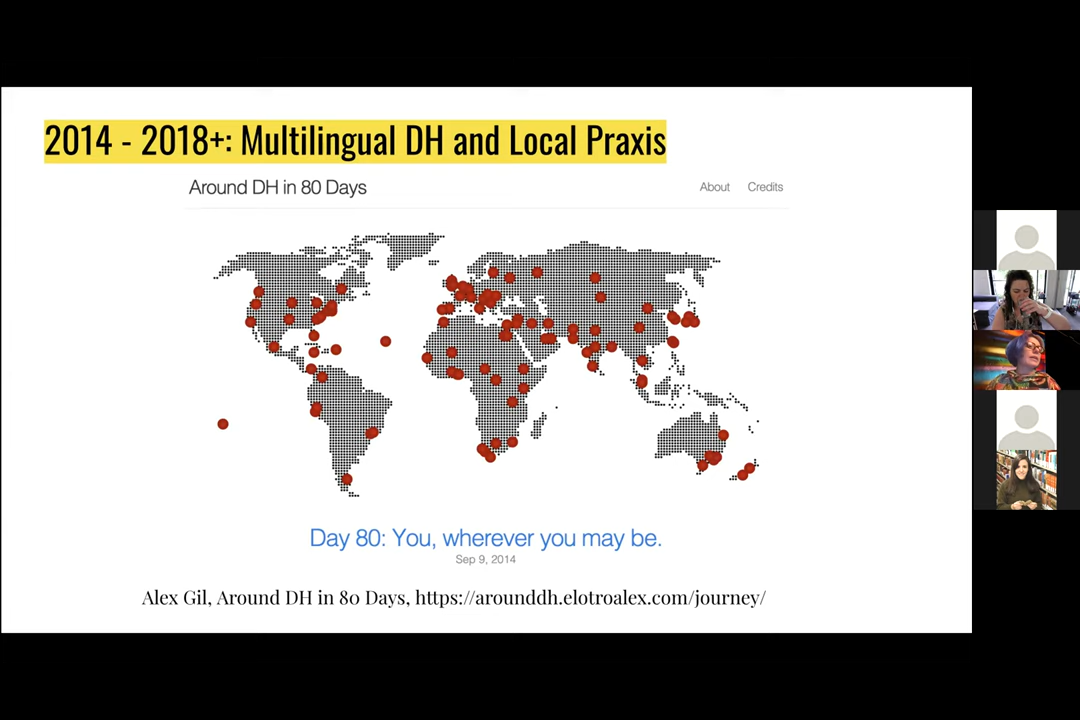 2014 - 2018+: Multilingual DH and Local Praxis
Around DH in 80 Days
About Credits
Day 80: You, wherever you may be.
Sep 9, 2014
Alex Gil, Around DH in 80 Days, https://arounddh.elotroalex.com/journey/